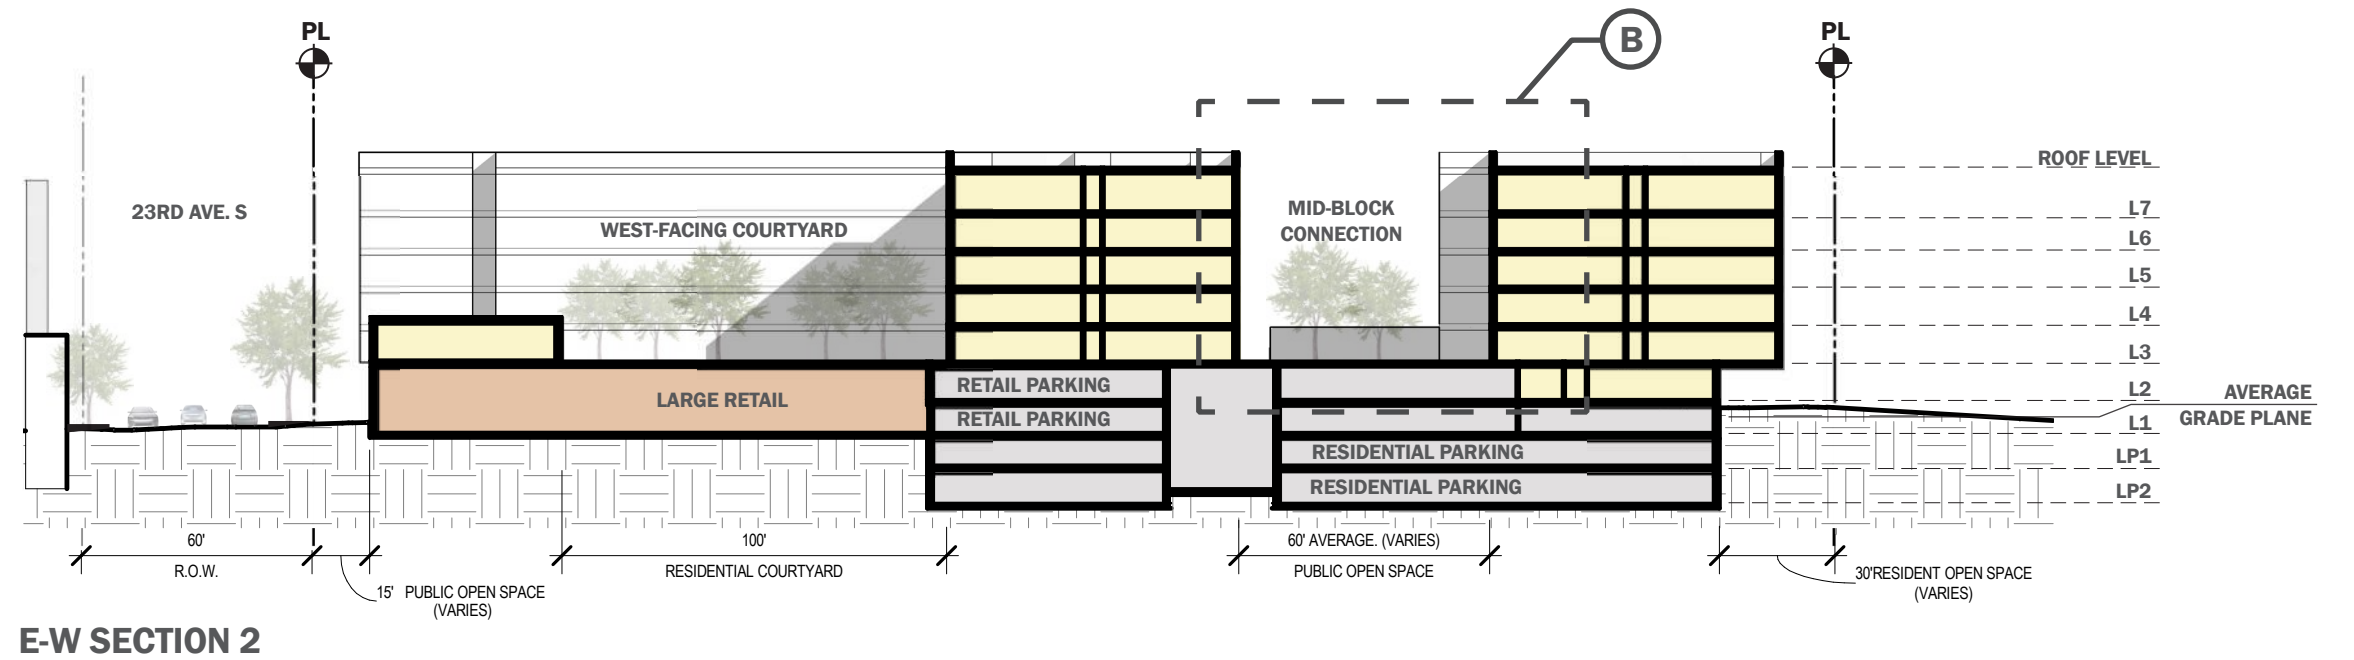 PL
PL
B
ROOF LEVEL
23RD AVE. S
WEST-FACING COURTYARD
MID-BLOCK
CONNECTION
L7
L6
L5
L4
L3
L2
L1
LP1
LP2
AVERAGE
GRADE PLANE
LARGE RETAIL
RETAIL PARKING
RETAIL PARKING
RESIDENTIAL PARKING
RESIDENTIAL PARKING
60'
R.O.W.
15' PUBLIC OPEN SPACE
(VARIES)
100'
RESIDENTIAL COURTYARD
60' AVERAGE. (VARIES)
PUBLIC OPEN SPACE
30'RESIDENT OPEN SPACE
(VARIES)
E-W SECTION 2